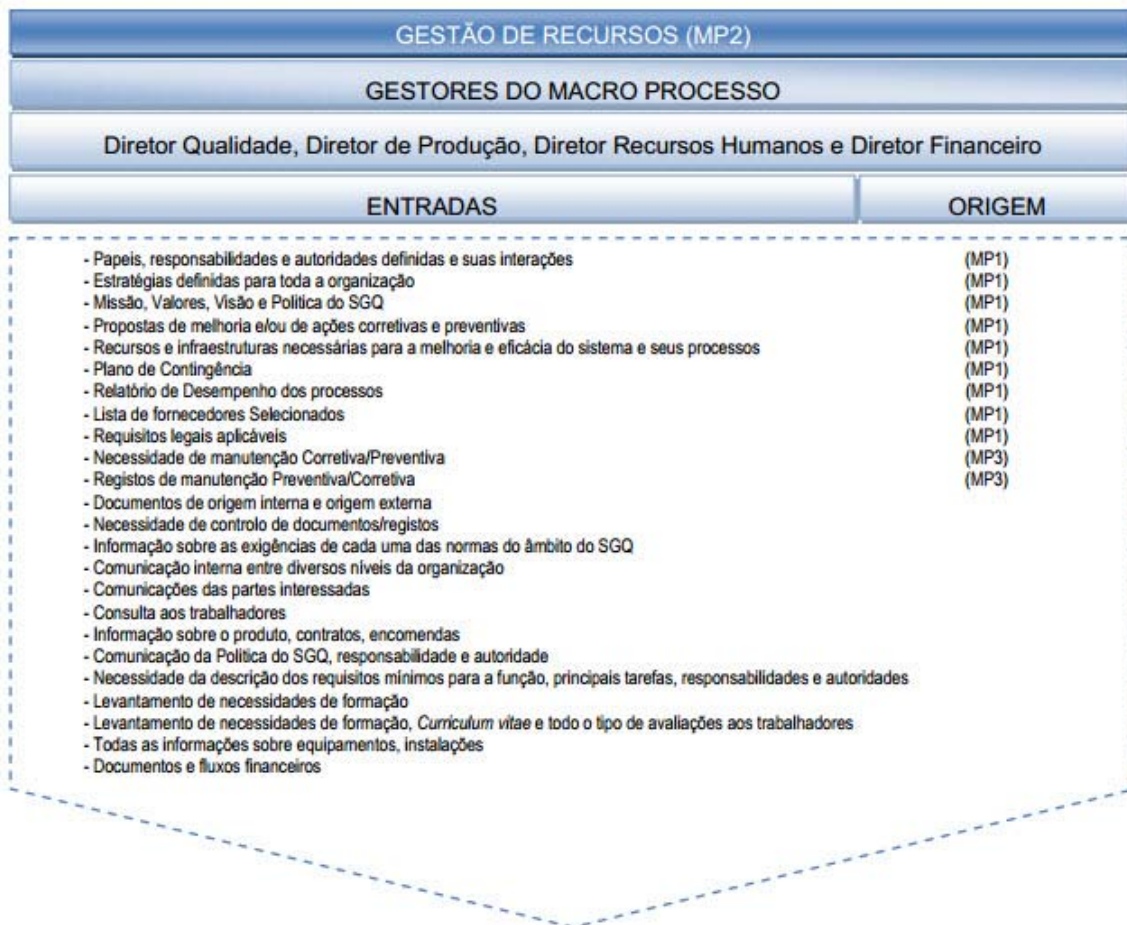 GESTÃO DE RECURSOS (MP2)
GESTORES DO MACRO PROCESSO
Diretor Qualidade, Diretor de Produção, Diretor Recursos Humanos e Diretor Financeiro
ENTRADAS ORIGEM
- Papeis, responsabilidades e autoridades definidas e suas interações (MP1)
- Estratégias definidas para toda a organização (MP1)
- Missão, Valores, Visão e Politica do SGQ (MP1)
- Propostas de melhoria e/ou de ações corretivas e preventivas (MP1)
- Recursos e infraestruturas necessárias para a melhoria e eficácia do sistema e seus processos (MP1)
- Plano de Contingência (MP1)
- Relatório de Desempenho dos processos (MP1)
- Lista de fornecedores Selecionados (MP1)
- Requisitos legais aplicáveis (MP1)
- Necessidade de manutenção Corretiva/Preventiva (MP3)
- Registos de manutenção Preventiva/Corretiva (MP3)
- Documentos de origem interna e origem externa
- Necessidade de controlo de documentos/registos
- Informação sobre as exigências de cada uma das normas do âmbito do SGQ
- Comunicação interna entre diversos níveis da organização
- Comunicações das partes interessadas
- Consulta aos trabalhadores
- Informação sobre o produto, contratos, encomendas
- Comunicação da Politica do SGQ, responsabilidade e autoridade
- Necessidade da descrição dos requisitos mínimos para a função, principais tarefas, responsabilidades e autoridades
- Levantamento de necessidades de formação
- Levantamento de necessidades de formação, Curriculum vitae e todo o tipo de avaliações aos trabalhadores
- Todas as informações sobre equipamentos, instalações
- Documentos e fluxos financeiros